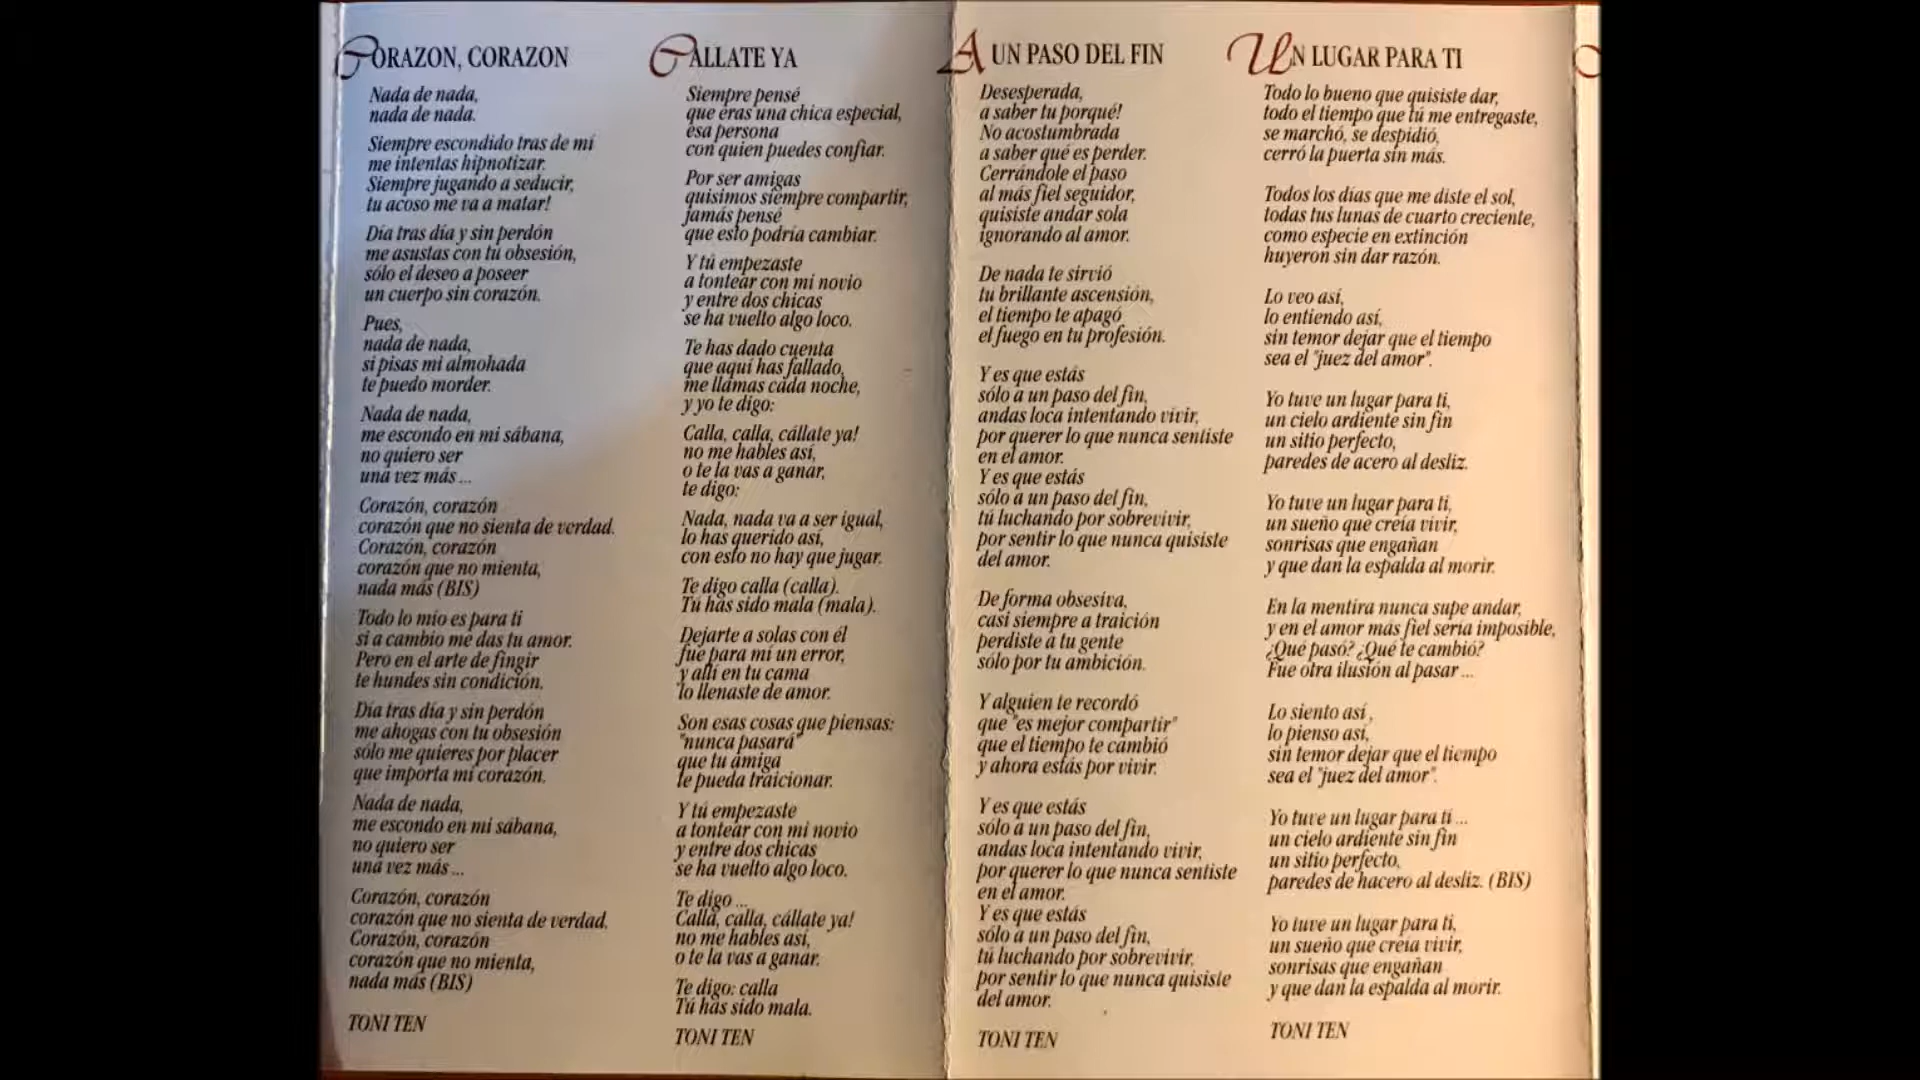 CORAZON, CORAZON
Nada de nada,
nada de nada.
Siempre escondido tras de mí
me intentas hipnotizar.
Siempre jugando a seducir,
tu acoso me va a matar!
Día tras día y sin perdón
me asustas con tu obsesión,
sólo el deseo a poseer
un cuerpo sin corazón.
Pues,
nada de nada,
si pisas mi almohada
te puedo morder.
Nada de nada,
me escondo en mi sábana,
no quiero ser
una vez más ...
Corazón, corazón
corazón que no sienta de verdad.
Corazón, corazón
corazón que no mienta,
nada más (BIS)
Todo lo mío es para ti
si a cambio me das tu amor.
Pero en el arte de fingir
te hundes sin condición.
Día tras día y sin perdón
me ahogas con tu obsesión
sólo me quieres por placer
que importa mi corazón.
Nada de nada,
me escondo en mi sábana,
no quiero ser
una vez más ...
Corazón, corazón
corazón que no sienta de verdad.
Corazón, corazón
corazón que no mienta,
nada más (BIS)
TONI TEN
CALLATE YA
Siempre pensé
que eras una chica especial,
esa persona
con quien puedes confiar.
Por ser amigas
quisimos siempre compartir,
jamás pensé
que esto podría cambiar.
Y tú empezaste
a tontear con mi novio
y entre dos chicas
se ha vuelto algo loco.
Te has dado cuenta
que aquí has fallado,
me llamas cada noche,
y yo te digo:
Calla, calla, cállate ya!
no me hables así,
o te la vas a ganar,
te digo:
Nada, nada va a ser igual,
lo has querido así,
con esto no hay que jugar.
Te digo calla (calla).
Tú has sido mala (mala).
Dejarte a solas con él
fue para mí un error,
y allí en tu cama
lo llenaste de amor.
Son esas cosas que piensas:
"nunca pasará"
que tu amiga
te pueda traicionar.
Y tú empezaste
a tontear con mi novio
y entre dos chicas
se ha vuelto algo loco.
Te digo ...
Calla, calla, cállate ya!
no me hables así,
o te la vas a ganar.
Te digo: calla
Tú has sido mala.
TONI TEN
A UN PASO DEL FIN
Desesperada,
a saber tu porqué!
No acostumbrada
a saber qué es perder.
Cerrándole el paso
al más fiel seguidor,
quisiste andar sola
ignorando al amor.
De nada te sirvió
tu brillante ascensión,
el tiempo te apagó
el fuego en tu profesión.
Y es que estás
sólo a un paso del fin,
andas loca intentando vivir,
por querer lo que nunca sentiste
en el amor.
Y es que estás
sólo a un paso del fin,
tú luchando por sobrevivir,
por sentir lo que nunca quisiste
del amor.
De forma obsesiva,
casi siempre a traición
perdiste a tu gente
sólo por tu ambición.
Y alguien te recordó
que "es mejor compartir"
que el tiempo te cambió
y ahora estás por vivir.
Y es que estás
sólo a un paso del fin,
andas loca intentando vivir,
por querer lo que nunca sentiste
en el amor.
Y es que estás
sólo a un paso del fin,
tú luchando por sobrevivir,
por sentir lo que nunca quisiste
del amor.
TONI TEN
UN LUGAR PARA TI
Todo lo bueno que quisiste dar,
todo el tiempo que tú me entregaste,
se marchó, se despidió,
cerró la puerta sin más.
Todos los días que me diste el sol,
todas tus lunas de cuarto creciente,
como especie en extinción
huyeron sin dar razón.
Lo veo así,
lo entiendo así,
sin temor dejar que el tiempo
sea el "juez del amor".
Yo tuve un lugar para ti,
un cielo ardiente sin fin
un sitio perfecto,
paredes de acero al desliz.
Yo tuve un lugar para ti,
un sueño que creía vivir,
sonrisas que engañan
y que dan la espalda al morir.
En la mentira nunca supe andar,
y en el amor más fiel sería imposible,
¿Qué pasó? ¿Qué te cambió?
Fue otra ilusión al pasar ...
Lo siento así,
lo pienso así,
sin temor dejar que el tiempo
sea el "juez del amor".
Yo tuve un lugar para ti ...
un cielo ardiente sin fin
un sitio perfecto,
paredes de hacero al desliz. (BIS)
Yo tuve un lugar para ti,
un sueño que creía vivir,
sonrisas que engañan
y que dan la espalda al morir.
TONI TEN